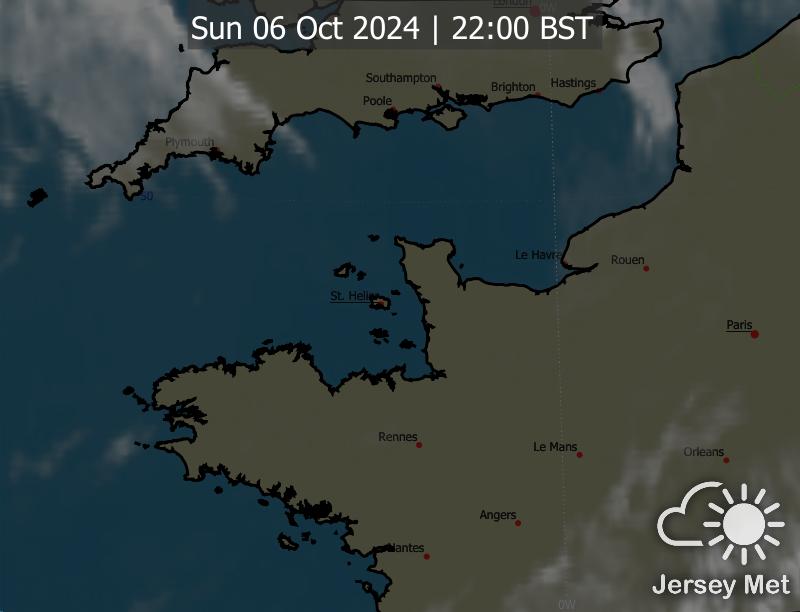 London
Sun 06 Oct 2024 | 22:00 BST
Southampton
Brighton
Hastings
Poole
Plymouth
50
Le Havre
Rouen
St. Helier
Paris
Rennes
Le Mans
Orleans
Angers
Nantes
Jersey Met
0W